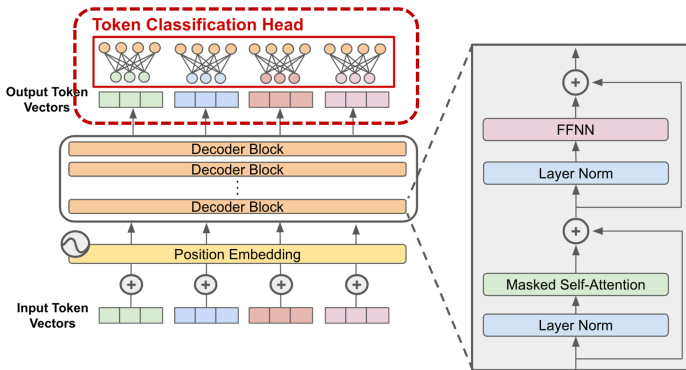 Token Classification Head
Output Token
Vectors
Decoder Block
Decoder Block
Decoder Block
Position Embedding
Input Token
Vectors
FFNN
Layer Norm
Masked Self-Attention
Layer Norm